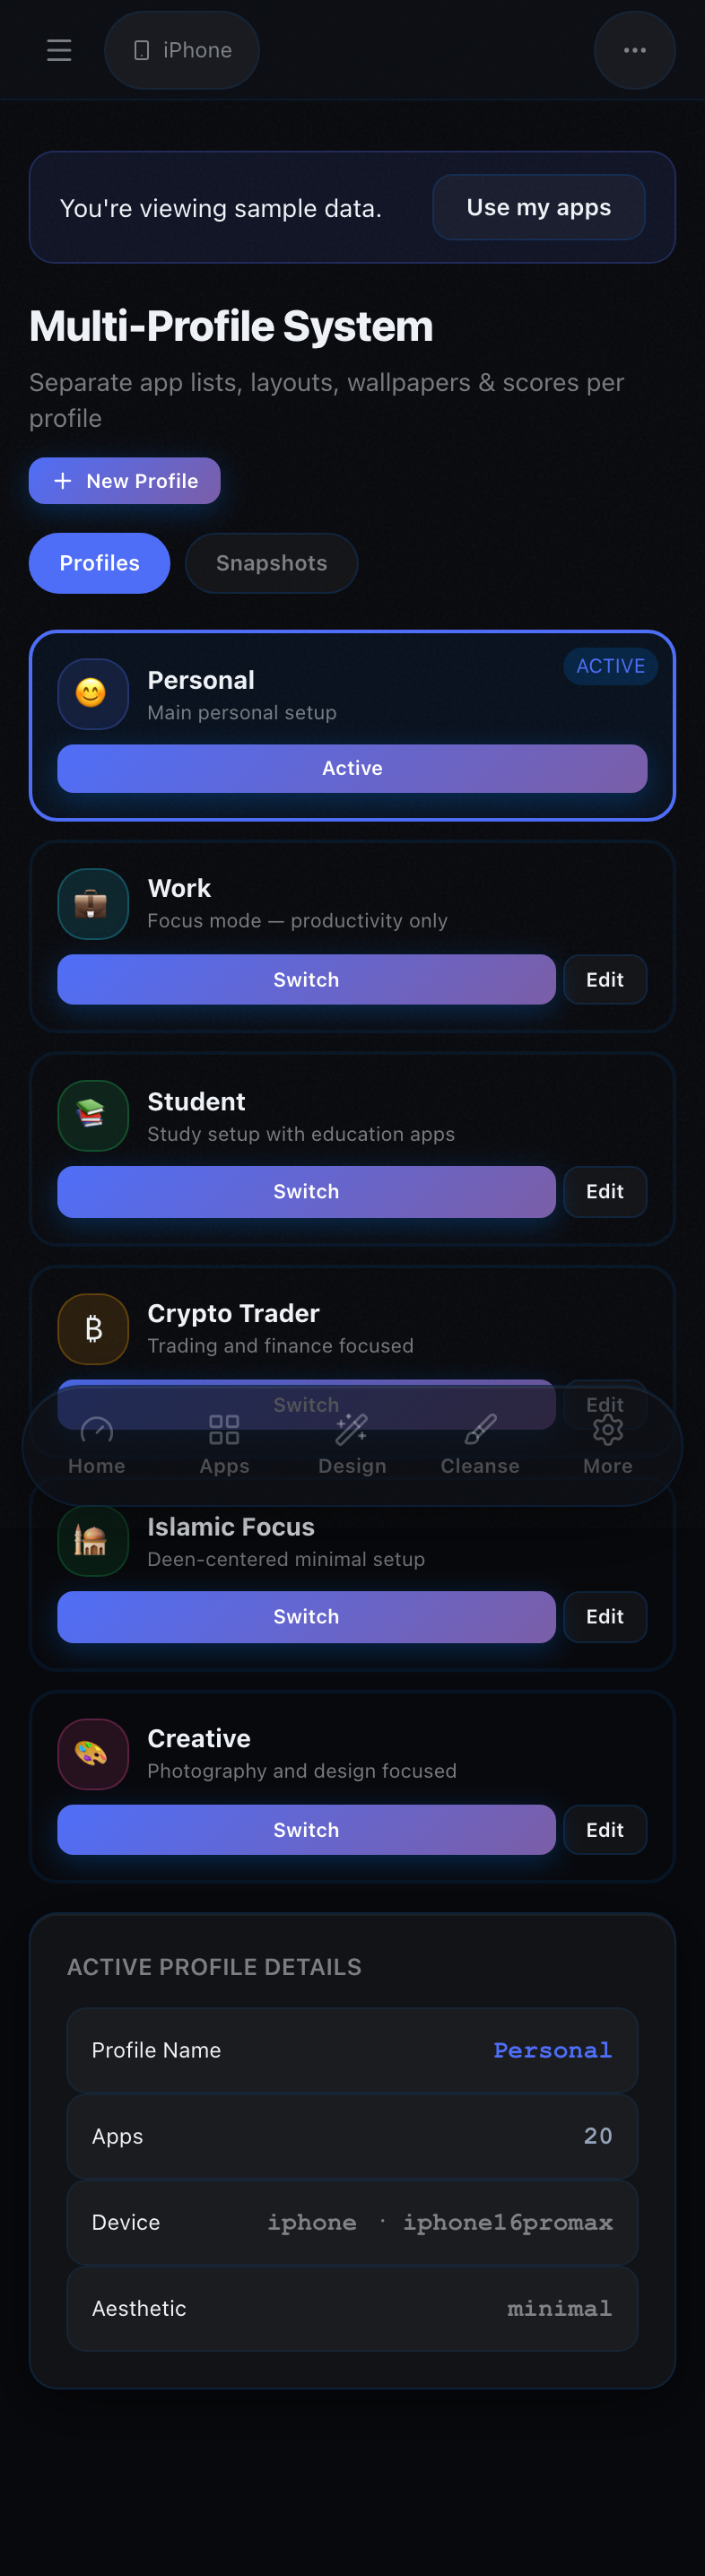 iPhone
You're viewing sample data.
Use my apps
Multi-Profile System
Separate app lists, layouts, wallpapers & scores per
profile
New Profile
Profiles
Snapshots
ACTIVE
Personal
Main personal setup
Active
Work
Focus mode — productivity only
Switch
Edit
Student
Study setup with education apps
Switch
Edit
Crypto Trader
Trading and finance focused
Switch
Edit
Home
Apps
Design
Cleanse
More
Islamic Focus
Deen-centered minimal setup
Switch
Edit
Creative
Photography and design focused
Switch
Edit
ACTIVE PROFILE DETAILS
Profile Name
Personal
Apps
20
Device
iphone · iphone16promax
Aesthetic
minimal